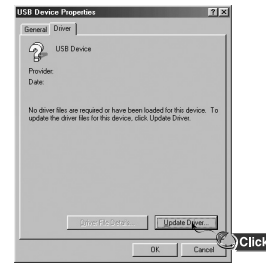 USB Device Properties
General
Driver
USB Device
Provider:
Date:
No driver files are required or have been loaded for this device. To
update the driver files for this device, click Update Driver.
Driver File Details...
Update Driver...
OK
Cancel
Click